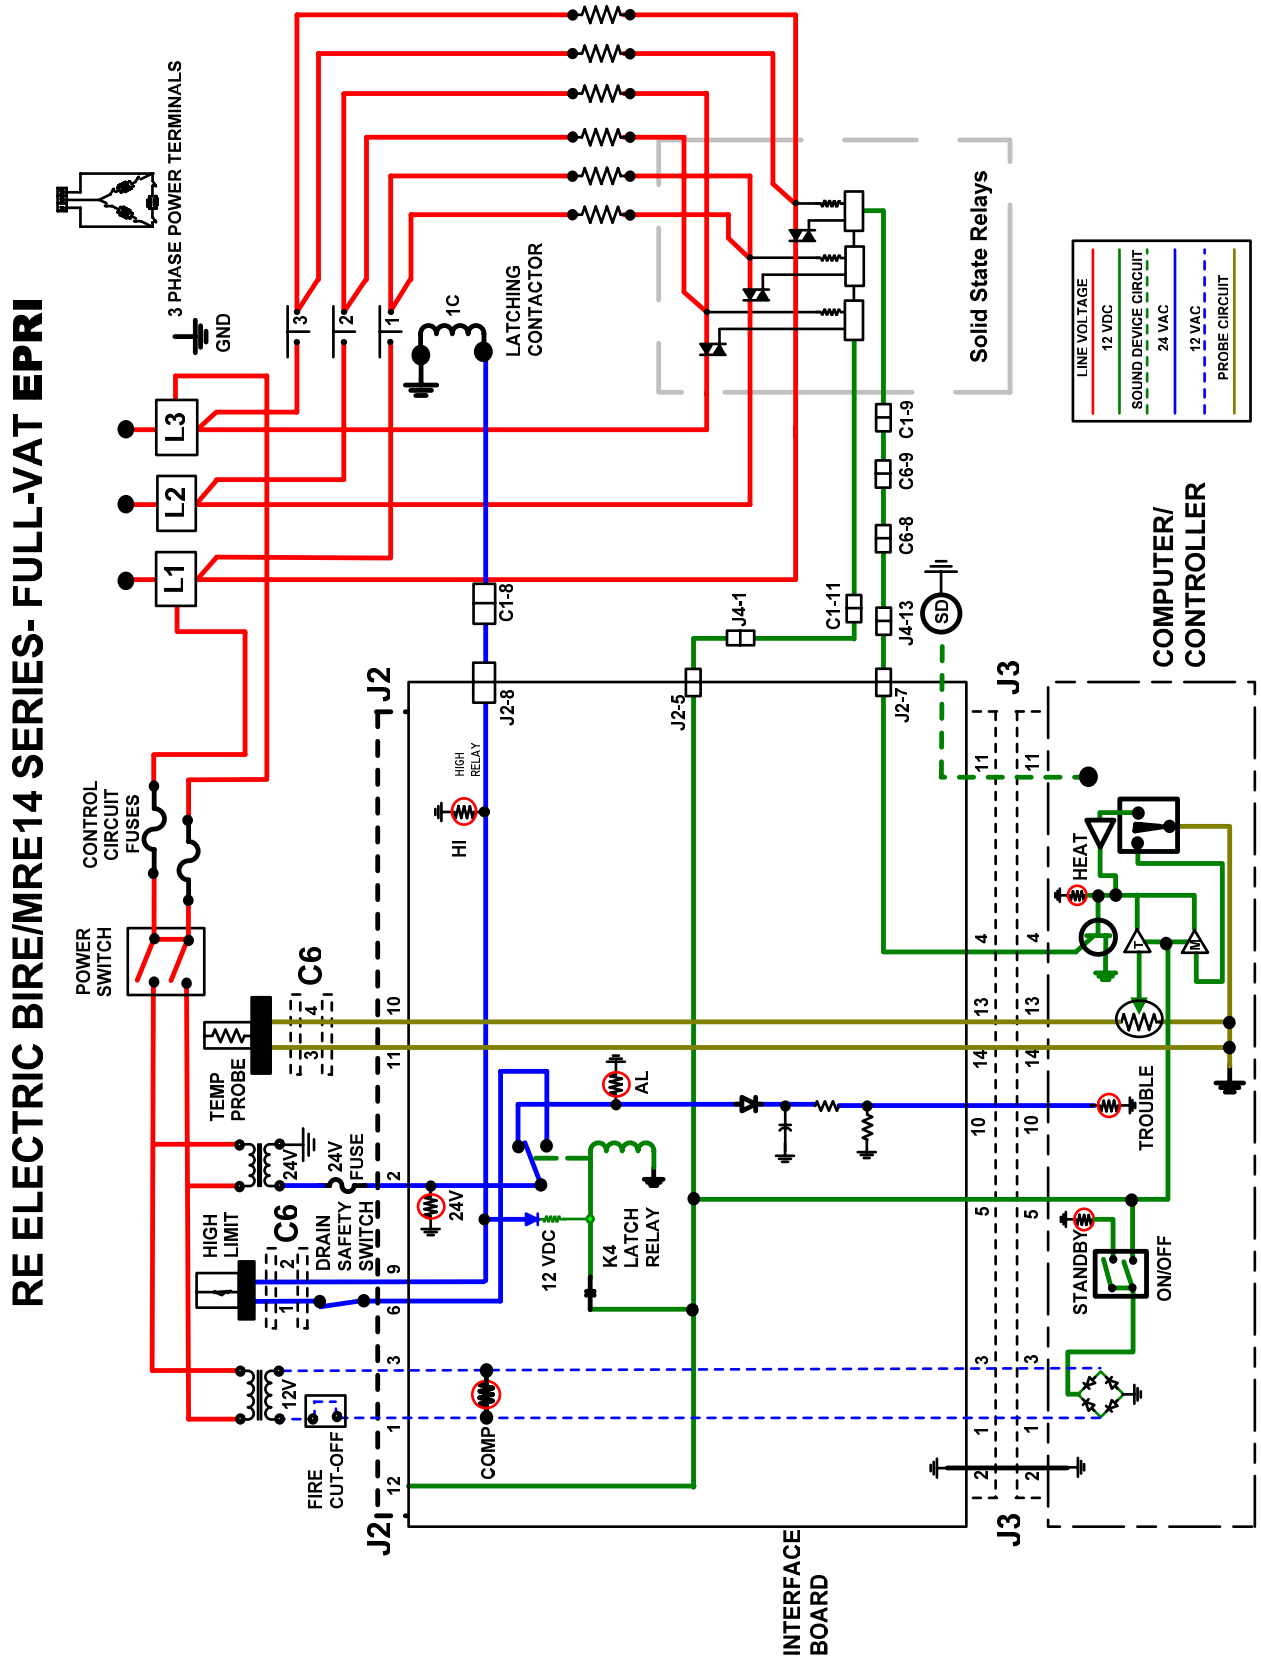 RE ELECTRIC BIRE/MRE14 SERIES- FULL-VAT EPRI
3 PHASE POWER TERMINALS
GND
L1
L2
L3
CONTROL
CIRCUIT
FUSES
POWER
SWITCH
TEMP
PROBE
C6
3
4
24V
24V
FUSE
HIGH
LIMIT
C6
1
2
DRAIN
SAFETY
SWITCH
12V
FIRE
CUT-OFF
3
2
1
1C
LATCHING
CONTACTOR
J2
J2
12
1
3
6
9
2
11
10
C1-8
J2-8
HIGH
RELAY
HI
24V
COMP
12 VDC
K4
LATCH
RELAY
AL
J2-5
J4-1
C1-11
J2-7
J4-13
C6-8
C6-9
C1-9
SD
Solid State Relays
INTERFACE
BOARD
J3
J3
2
1
3
5
10
14
13
4
11
2
1
3
5
10
14
13
4
11
STANDBY
ON/OFF
TROUBLE
HEAT
T
M
COMPUTER/
CONTROLLER
LINE VOLTAGE
12 VDC
SOUND DEVICE CIRCUIT
24 VAC
12 VAC
PROBE CIRCUIT